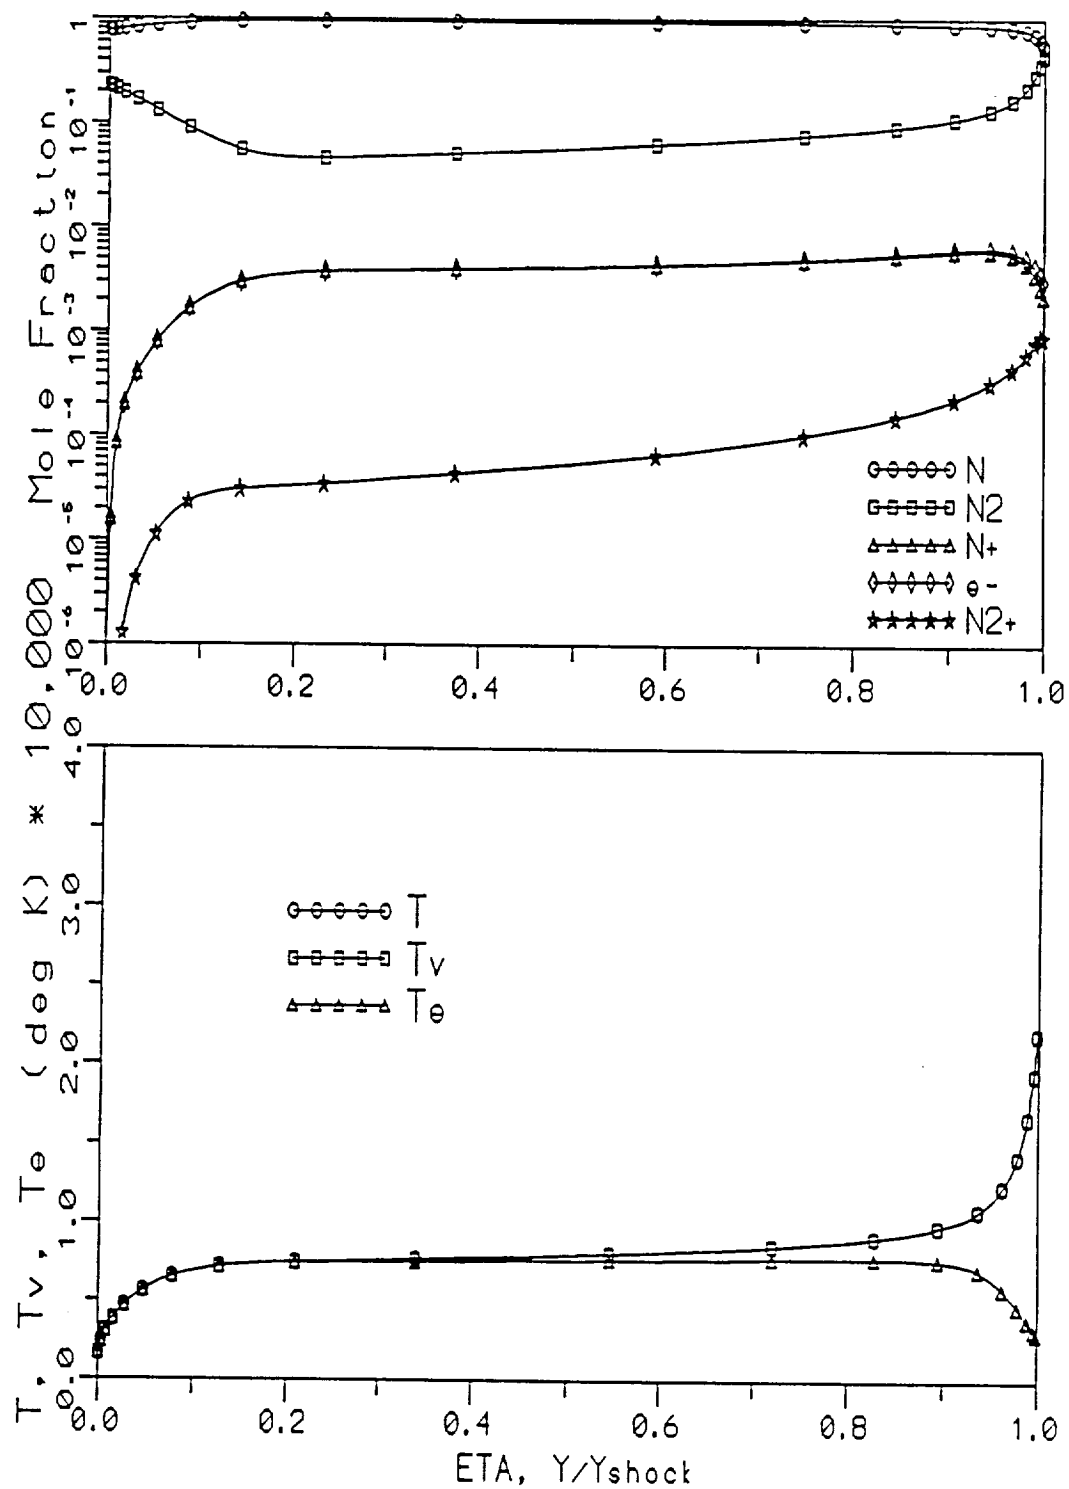 Mole Fraction
1
10-1
10-2
10-3
10-4
10-5
10-6
N
N2
N+
e-
N2+
0.0 0.2 0.4 0.6 0.8 1.0
T, Tv, Te (deg K) * 10,000
4.0
3.0
2.0
1.0
0.0
T
Tv
Te
0.0 0.2 0.4 0.6 0.8 1.0
ETA, Y/Yshock